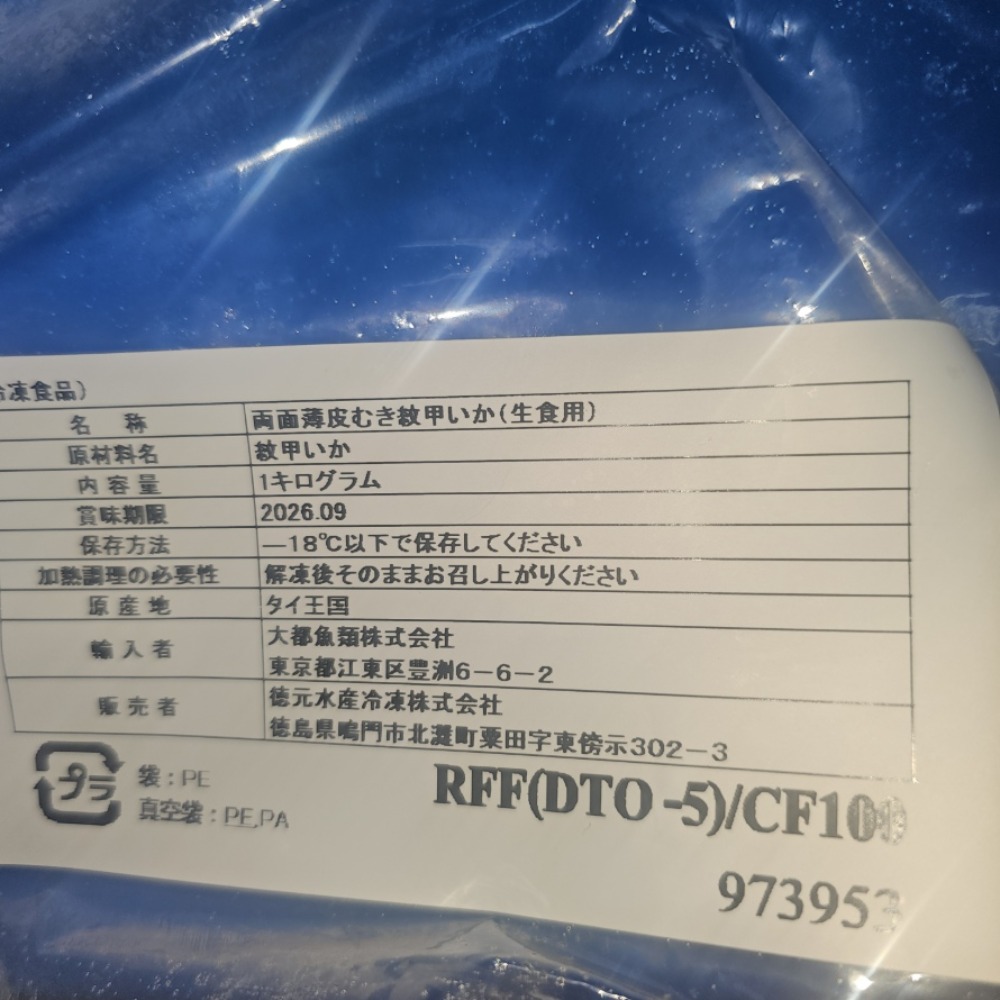 冷凍食品)
名 称 両面薄皮むき紋甲いか(生食用)
原材料名 紋甲いか
内容量 1キログラム
賞味期限 2026.09
保存方法 —18℃以下で保存してください
加熱調理の必要性 解凍後そのままお召し上がりください
原産地 タイ王国
輸入者 大都魚類株式会社
東京都江東区豊洲6-6-2
販売者 徳元水産冷凍株式会社
徳島県鳴門市北灘町粟田字東傍示302-3
プラ
袋:PE
真空袋:PE,PA
RFF(DTO -5)/CF100
973953